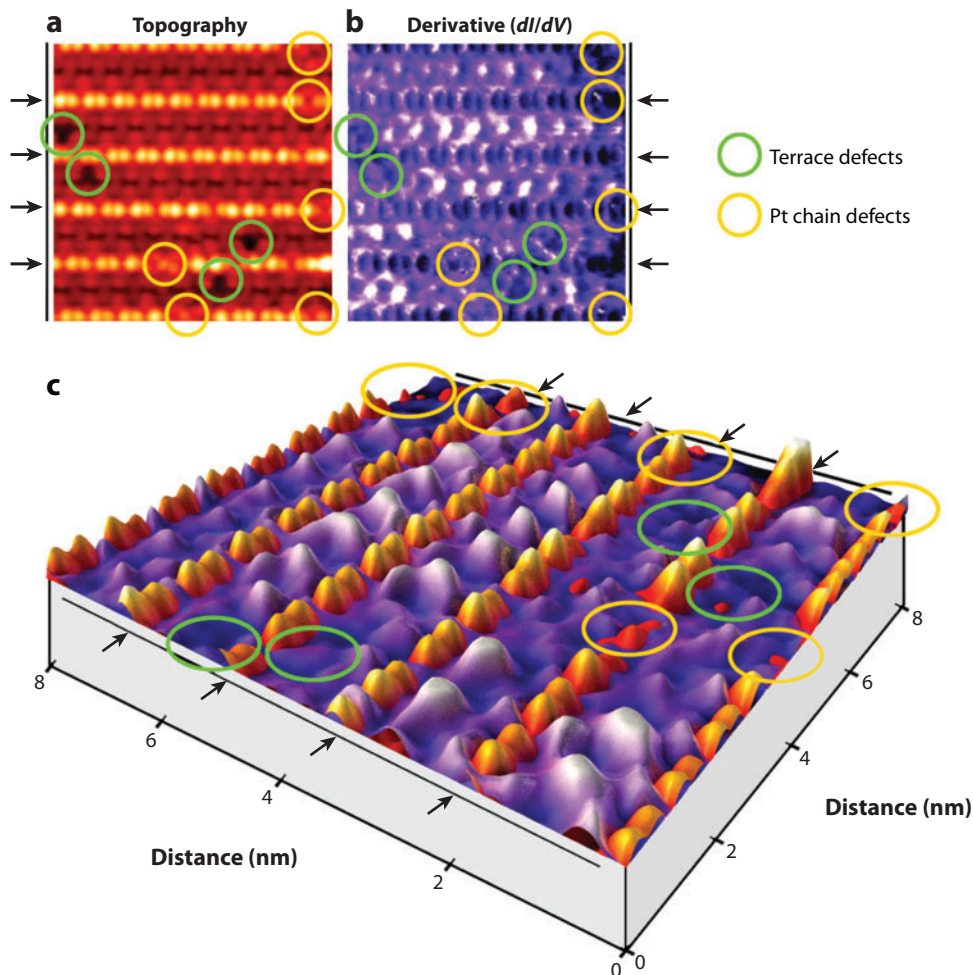 a Topography
b Derivative (dI/dV)
Terrace defects
Pt chain defects
c
8
6
4
2
0
Distance (nm)
0
2
4
6
8
Distance (nm)